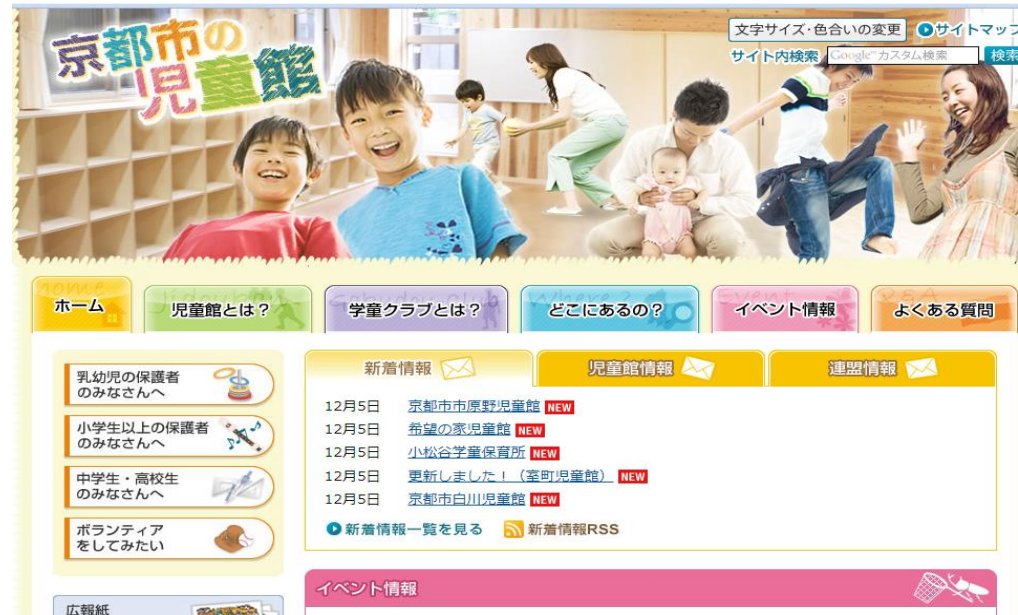 京都市の
児童館
文字サイズ・色合いの変更
サイトマップ
サイト内検索 Google™ カスタム検索 検索
ホーム
児童館とは？
学童クラブとは？
どこにあるの？
イベント情報
よくある質問
乳幼児の保護者
のみなさんへ
小学生以上の保護者
のみなさんへ
中学生・高校生
のみなさんへ
ボランティア
をしてみたい
広報紙
新着情報
児童館情報
連盟情報
12月5日 京都市市原野児童館 NEW
12月5日 希望の家児童館 NEW
12月5日 小松谷学童保育所 NEW
12月5日 更新しました！（室町児童館） NEW
12月5日 京都市白川児童館 NEW
新着情報一覧を見る 新着情報RSS
イベント情報